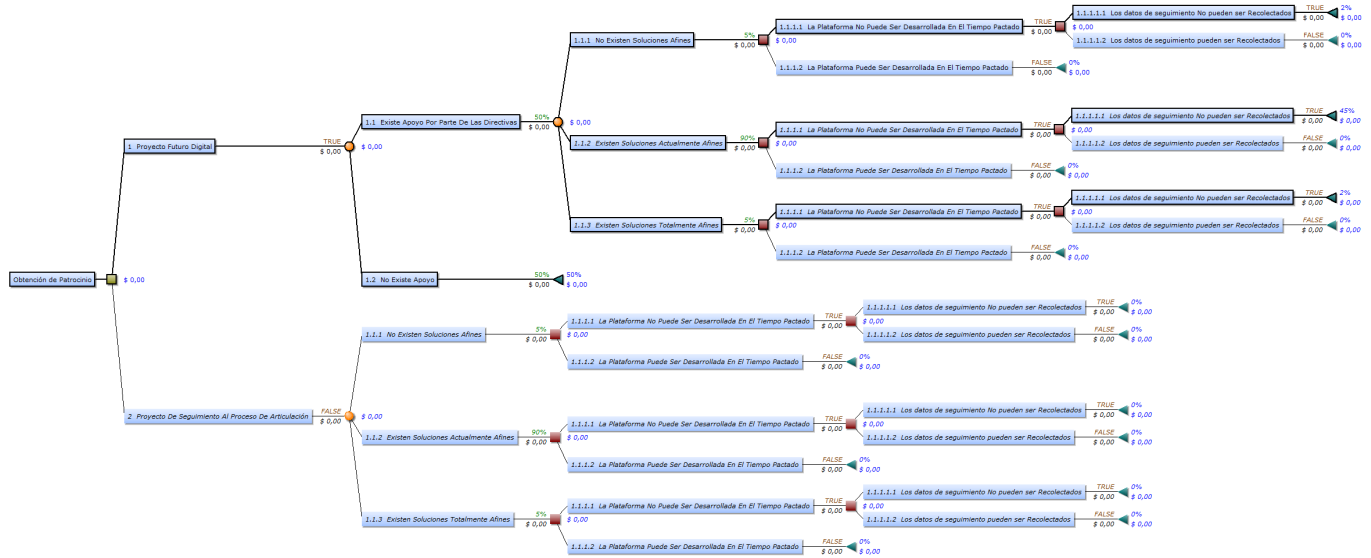 Obtención de Patrocinio
$ 0,00
1 Proyecto Futuro Digital
TRUE
$ 0,00
$ 0,00
1.1 Existe Apoyo Por Parte De Las Directivas
50%
$ 0,00
$ 0,00
1.1.1 No Existen Soluciones Afines
5%
$ 0,00
$ 0,00
1.1.1.1 La Plataforma No Puede Ser Desarrollada En El Tiempo Pactado
TRUE
$ 0,00
$ 0,00
1.1.1.1.1 Los datos de seguimiento No pueden ser Recolectados
TRUE
$ 0,00
2%
$ 0,00
1.1.1.1.2 Los datos de seguimiento pueden ser Recolectados
FALSE
$ 0,00
0%
$ 0,00
1.1.1.2 La Plataforma Puede Ser Desarrollada En El Tiempo Pactado
FALSE
$ 0,00
0%
$ 0,00
1.1.2 Existen Soluciones Actualmente Afines
90%
$ 0,00
$ 0,00
1.1.1.1 La Plataforma No Puede Ser Desarrollada En El Tiempo Pactado
TRUE
$ 0,00
$ 0,00
1.1.1.1.1 Los datos de seguimiento No pueden ser Recolectados
TRUE
$ 0,00
45%
$ 0,00
1.1.1.1.2 Los datos de seguimiento pueden ser Recolectados
FALSE
$ 0,00
0%
$ 0,00
1.1.1.2 La Plataforma Puede Ser Desarrollada En El Tiempo Pactado
FALSE
$ 0,00
0%
$ 0,00
1.1.3 Existen Soluciones Totalmente Afines
5%
$ 0,00
$ 0,00
1.1.1.1 La Plataforma No Puede Ser Desarrollada En El Tiempo Pactado
TRUE
$ 0,00
$ 0,00
1.1.1.1.1 Los datos de seguimiento No pueden ser Recolectados
TRUE
$ 0,00
2%
$ 0,00
1.1.1.1.2 Los datos de seguimiento pueden ser Recolectados
FALSE
$ 0,00
0%
$ 0,00
1.1.1.2 La Plataforma Puede Ser Desarrollada En El Tiempo Pactado
FALSE
$ 0,00
0%
$ 0,00
1.2 No Existe Apoyo
50%
$ 0,00
50%
$ 0,00
2 Proyecto De Seguimiento Al Proceso De Articulación
FALSE
$ 0,00
$ 0,00
1.1.1 No Existen Soluciones Afines
5%
$ 0,00
$ 0,00
1.1.1.1 La Plataforma No Puede Ser Desarrollada En El Tiempo Pactado
TRUE
$ 0,00
$ 0,00
1.1.1.1.1 Los datos de seguimiento No pueden ser Recolectados
TRUE
$ 0,00
0%
$ 0,00
1.1.1.1.2 Los datos de seguimiento pueden ser Recolectados
FALSE
$ 0,00
0%
$ 0,00
1.1.1.2 La Plataforma Puede Ser Desarrollada En El Tiempo Pactado
FALSE
$ 0,00
0%
$ 0,00
1.1.2 Existen Soluciones Actualmente Afines
90%
$ 0,00
$ 0,00
1.1.1.1 La Plataforma No Puede Ser Desarrollada En El Tiempo Pactado
TRUE
$ 0,00
$ 0,00
1.1.1.1.1 Los datos de seguimiento No pueden ser Recolectados
TRUE
$ 0,00
0%
$ 0,00
1.1.1.1.2 Los datos de seguimiento pueden ser Recolectados
FALSE
$ 0,00
0%
$ 0,00
1.1.1.2 La Plataforma Puede Ser Desarrollada En El Tiempo Pactado
FALSE
$ 0,00
0%
$ 0,00
1.1.3 Existen Soluciones Totalmente Afines
5%
$ 0,00
$ 0,00
1.1.1.1 La Plataforma No Puede Ser Desarrollada En El Tiempo Pactado
TRUE
$ 0,00
$ 0,00
1.1.1.1.1 Los datos de seguimiento No pueden ser Recolectados
TRUE
$ 0,00
0%
$ 0,00
1.1.1.1.2 Los datos de seguimiento pueden ser Recolectados
FALSE
$ 0,00
0%
$ 0,00
1.1.1.2 La Plataforma Puede Ser Desarrollada En El Tiempo Pactado
FALSE
$ 0,00
0%
$ 0,00